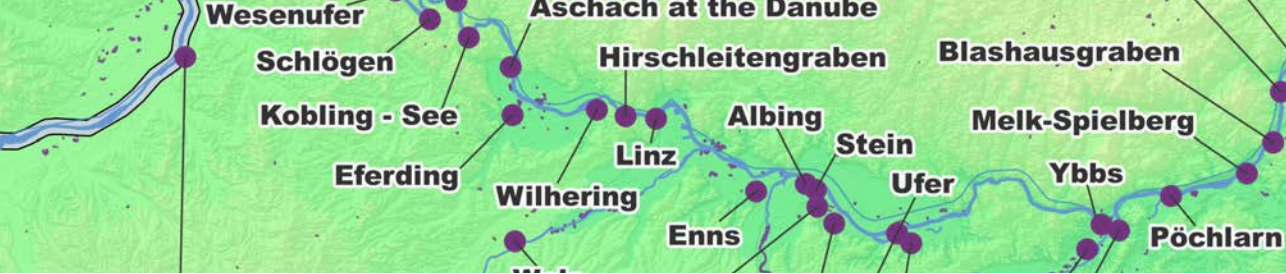 Wesenufer
Aschach at the Danube
Schlögen
Hirschleitengraben
Blashausgraben
Kobling - See
Albing
Melk-Spielberg
Linz
Stein
Eferding
Ybbs
Wilhering
Ufer
Enns
Pöchlarn